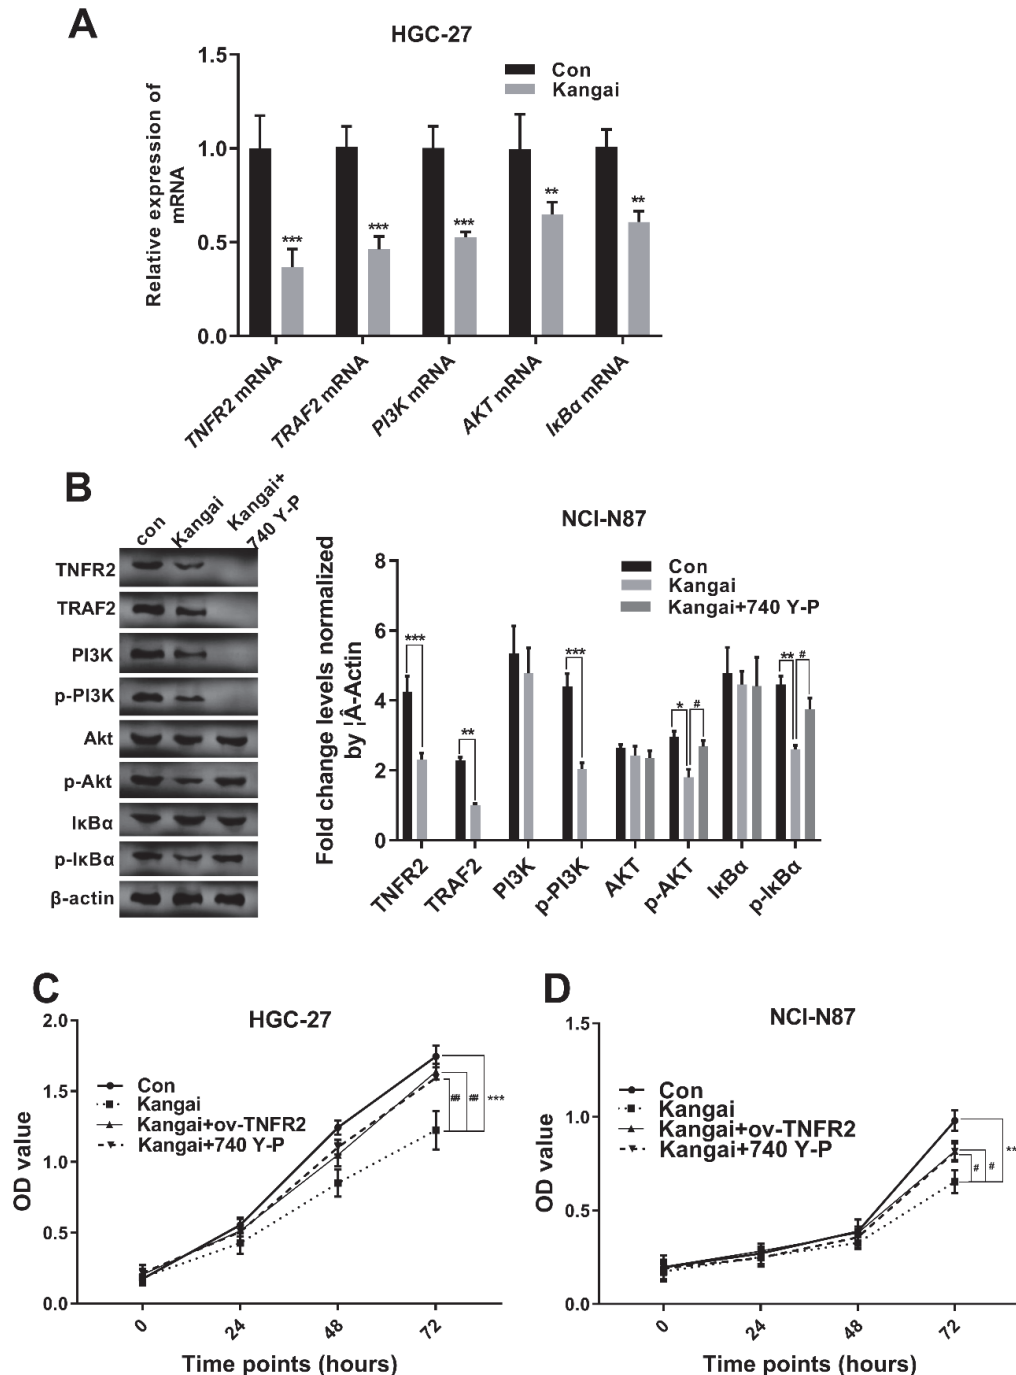 A
HGC-27
Relative expression of
mRNA
1.5
1.0
0.5
0.0
Con
Kangai
***
***
***
**
**
TNFR2 mRNA
TRAF2 mRNA
PI3K mRNA
AKT mRNA
IκBα mRNA
B
con
Kangai
Kangai+
740 Y-P
TNFR2
TRAF2
PI3K
p-PI3K
Akt
p-Akt
IκBα
p-IκBα
β-actin
NCI-N87
Fold change levels normalized
by ¦Â-Actin
8
6
4
2
0
Con
Kangai
Kangai+740 Y-P
***
**
***
*
#
**
#
TNFR2
TRAF2
PI3K
p-PI3K
AKT
p-AKT
IκBα
p-IκBα
C
HGC-27
OD value
2.0
1.5
1.0
0.5
0.0
Con
Kangai
Kangai+ov-TNFR2
Kangai+740 Y-P
##
##
***
0
24
48
72
Time points (hours)
D
NCI-N87
OD value
1.5
1.0
0.5
0.0
Con
Kangai
Kangai+ov-TNFR2
Kangai+740 Y-P
#
#
**
0
24
48
72
Time points (hours)